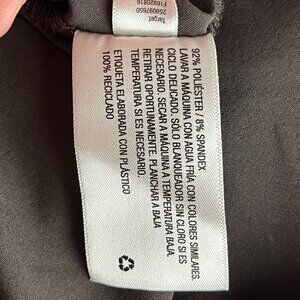 Target
259097650
F16920816
92% POLIÉSTER / 8% SPANDEX
LAVAR A MÁQUINA CON AGUA FRÍA CON COLORES SIMILARES.
CICLO DELICADO. SÓLO BLANQUEADOR SIN CLORO SI ES
NECESARIO. SECAR A MÁQUINA A TEMPERATURA BAJA.
RETIRAR OPORTUNAMENTE. PLANCHAR A BAJA
TEMPERATURA SI ES NECESARIO.
ETIQUETA ELABORADA CON PLÁSTICO
100% RECICLADO